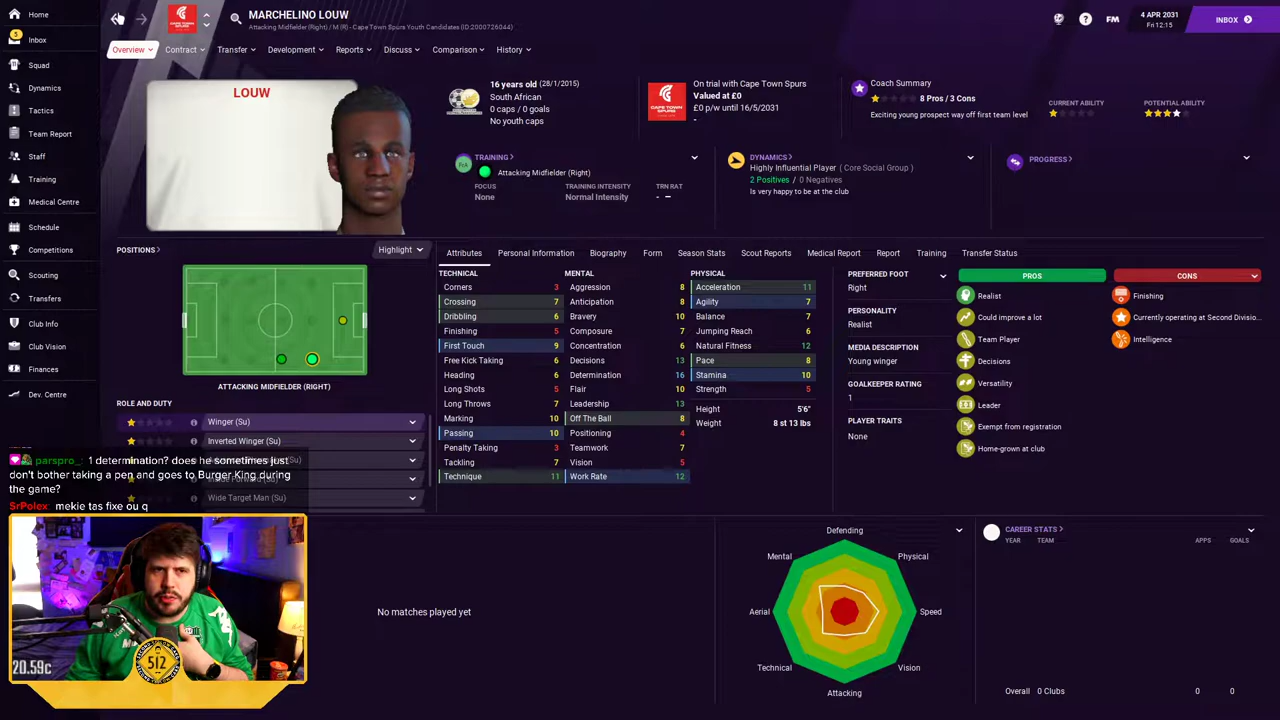 Home
Inbox
5
Squad
Dynamics
Tactics
Team Report
Staff
Training
Medical Centre
Schedule
Competitions
Scouting
Transfers
Club Info
Club Vision
Finances
Dev. Centre
CAPE TOWN SPURS
MARCHELINO LOUW
Attacking Midfielder (Right) / M (R) - Cape Town Spurs Youth Candidates (ID:2000726044)
FM
4 APR 2031
Fri 12:15
INBOX
Overview
Contract
Transfer
Development
Reports
Discuss
Comparison
History
LOUW
16 years old (28/1/2015)
South African
0 caps / 0 goals
No youth caps
CAPE TOWN SPURS
On trial with Cape Town Spurs
Valued at £0
£0 p/w until 16/5/2031
-
Coach Summary
8 Pros / 3 Cons
Exciting young prospect way off first team level
CURRENT ABILITY
POTENTIAL ABILITY
TRAINING
Attacking Midfielder (Right)
FOCUS
None
TRAINING INTENSITY
Normal Intensity
TRN RAT
- –
DYNAMICS
Highly Influential Player ( Core Social Group )
2 Positives / 0 Negatives
Is very happy to be at the club
PROGRESS
POSITIONS
Highlight
ATTACKING MIDFIELDER (RIGHT)
ROLE AND DUTY
Winger (Su)
Inverted Winger (Su)
Wide Target Man (Su)
Attributes
Personal Information
Biography
Form
Season Stats
Scout Reports
Medical Report
Report
Training
Transfer Status
TECHNICAL
Corners 3
Crossing 7
Dribbling 6
Finishing 5
First Touch 9
Free Kick Taking 6
Heading 6
Long Shots 5
Long Throws 7
Marking 10
Passing 10
Penalty Taking 3
Tackling 7
Technique 11
MENTAL
Aggression 8
Anticipation 8
Bravery 10
Composure 7
Concentration 6
Decisions 13
Determination 16
Flair 10
Leadership 13
Off The Ball 8
Positioning 4
Teamwork 7
Vision 5
Work Rate 12
PHYSICAL
Acceleration 11
Agility 7
Balance 7
Jumping Reach 6
Natural Fitness 12
Pace 8
Stamina 10
Strength 5
Height 5'6"
Weight 8 st 13 lbs
PREFERRED FOOT
Right
PERSONALITY
Realist
MEDIA DESCRIPTION
Young winger
GOALKEEPER RATING
1
PLAYER TRAITS
None
PROS
Realist
Could improve a lot
Team Player
Decisions
Versatility
Leader
Exempt from registration
Home-grown at club
CONS
Finishing
Currently operating at Second Divisio...
Intelligence
parspro_: 1 determination? does he sometimes just
don't bother taking a pen and goes to Burger King during
the game?
SrPolex: mekie tas fixe ou q
512
20.59c
No matches played yet
Defending
Physical
Speed
Vision
Attacking
Technical
Aerial
Mental
CAREER STATS
YEAR TEAM APPS GOALS
Overall 0 Clubs 0 0